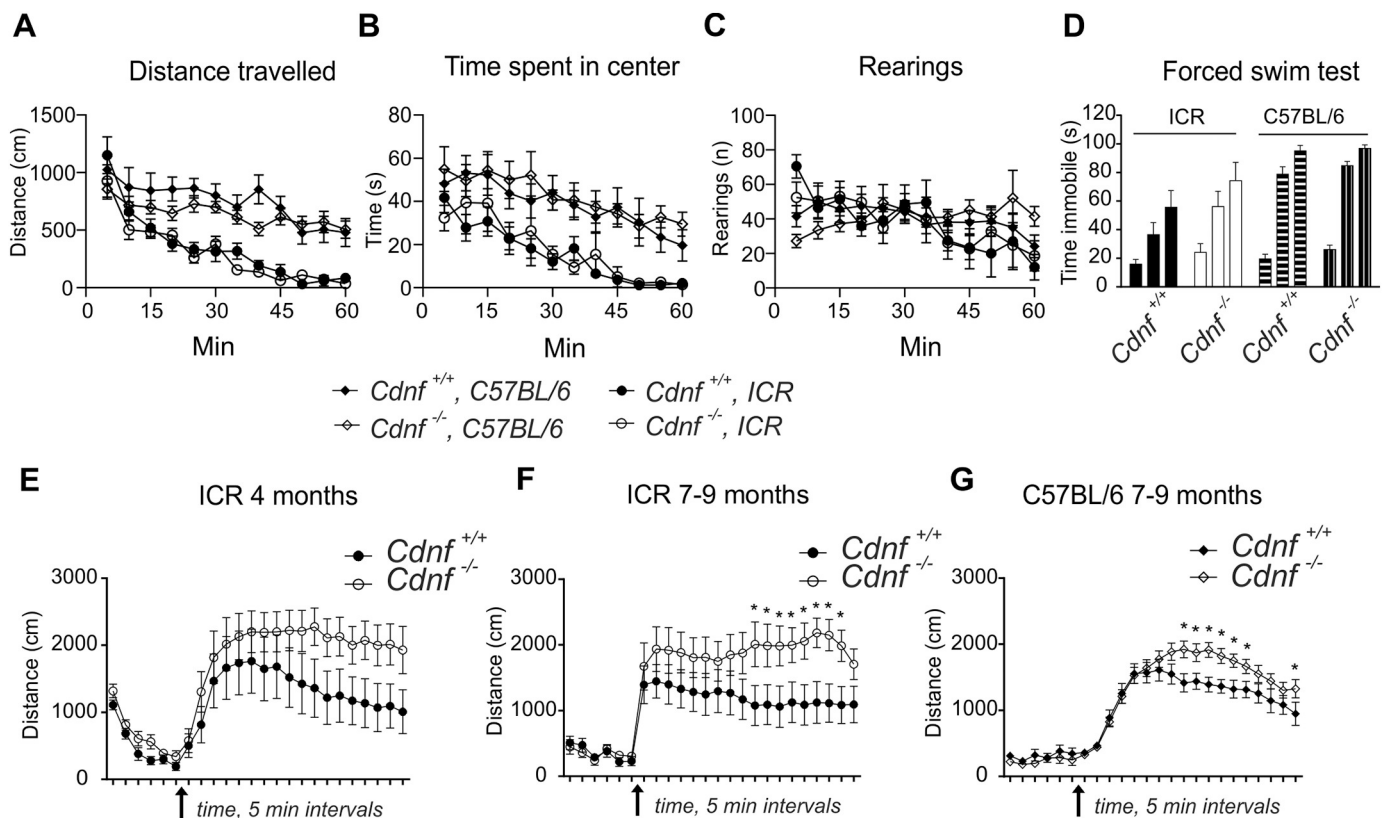 A
B
C
D
Distance travelled
Time spent in center
Rearings
Forced swim test
Distance (cm)
1500
1000
500
0
0 15 30 45 60
Min
Time (s)
80
60
40
20
0
0 15 30 45 60
Min
Rearings (n)
100
80
60
40
20
0
0 15 30 45 60
Min
Time immobile (s)
120
100
80
60
40
20
0
ICR
C57BL/6
Cdnf +/+
Cdnf -/-
Cdnf +/+
Cdnf -/-
Cdnf +/+, C57BL/6
Cdnf +/+, ICR
Cdnf -/-, C57BL/6
Cdnf -/-, ICR
E
F
G
ICR 4 months
ICR 7-9 months
C57BL/6 7-9 months
Cdnf +/+
Cdnf -/-
Distance (cm)
3000
2000
1000
0
time, 5 min intervals
Cdnf +/+
Cdnf -/-
Distance (cm)
3000
2000
1000
0
* * * * * * * *
time, 5 min intervals
Cdnf +/+
Cdnf -/-
Distance (cm)
3000
2000
1000
0
* * * * * * *
time, 5 min intervals